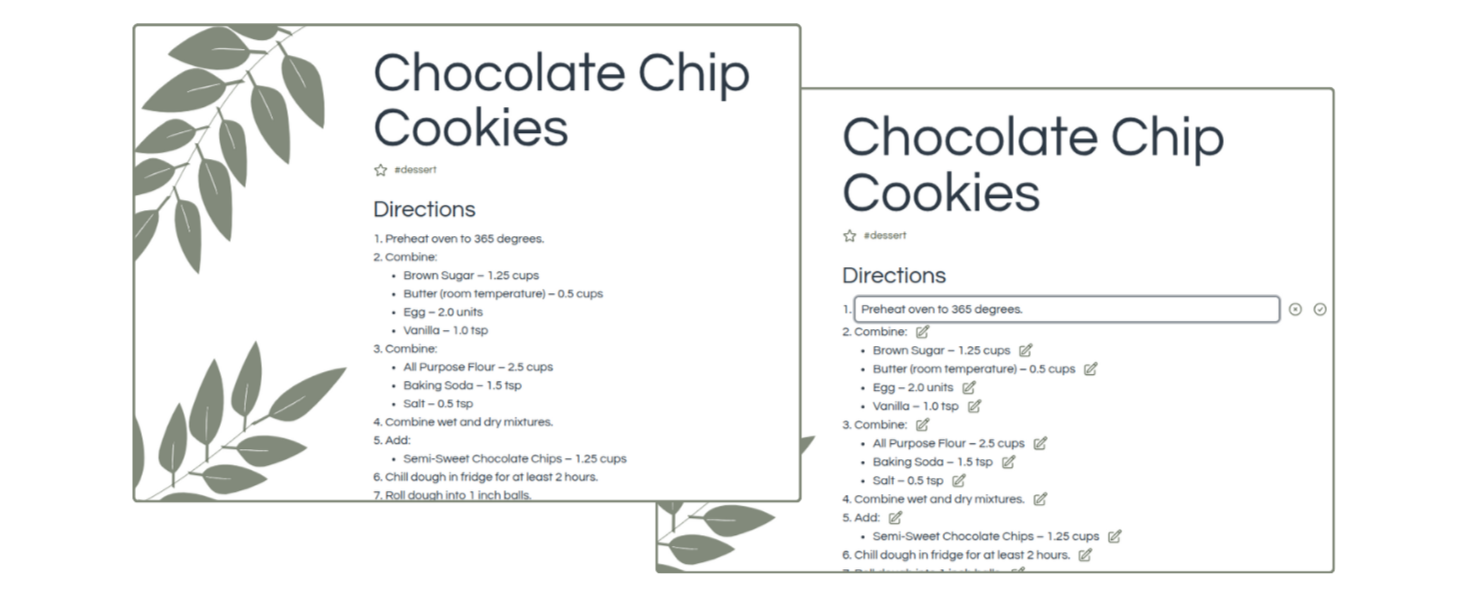 Chocolate Chip
Cookies
#dessert
Directions
1. Preheat oven to 365 degrees.
2. Combine:
• Brown Sugar – 1.25 cups
• Butter (room temperature) – 0.5 cups
• Egg – 2.0 units
• Vanilla – 1.0 tsp
3. Combine:
• All Purpose Flour – 2.5 cups
• Baking Soda – 1.5 tsp
• Salt – 0.5 tsp
4. Combine wet and dry mixtures.
5. Add:
• Semi-Sweet Chocolate Chips – 1.25 cups
6. Chill dough in fridge for at least 2 hours.
7. Roll dough into 1 inch balls.
Chocolate Chip
Cookies
#dessert
Directions
1. Preheat oven to 365 degrees.
2. Combine:
• Brown Sugar – 1.25 cups
• Butter (room temperature) – 0.5 cups
• Egg – 2.0 units
• Vanilla – 1.0 tsp
3. Combine:
• All Purpose Flour – 2.5 cups
• Baking Soda – 1.5 tsp
• Salt – 0.5 tsp
4. Combine wet and dry mixtures.
5. Add:
• Semi-Sweet Chocolate Chips – 1.25 cups
6. Chill dough in fridge for at least 2 hours.